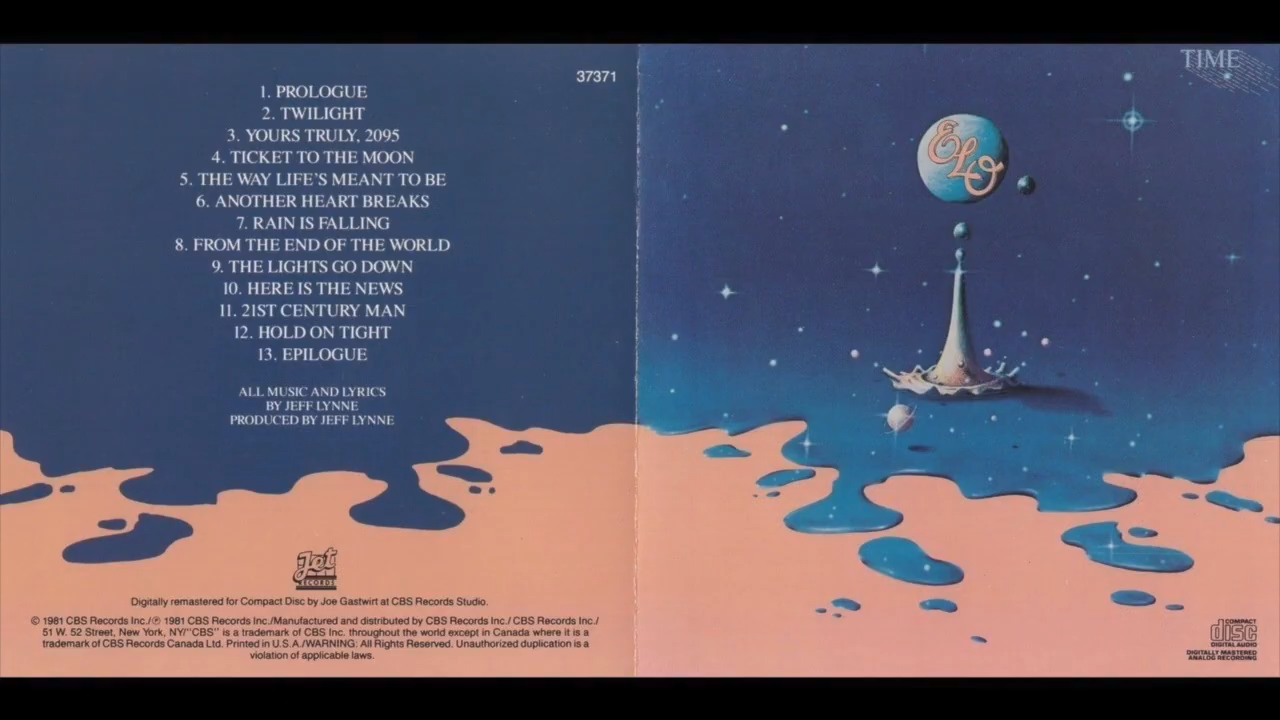 37371
1. PROLOGUE
2. TWILIGHT
3. YOURS TRULY, 2095
4. TICKET TO THE MOON
5. THE WAY LIFE'S MEANT TO BE
6. ANOTHER HEART BREAKS
7. RAIN IS FALLING
8. FROM THE END OF THE WORLD
9. THE LIGHTS GO DOWN
10. HERE IS THE NEWS
11. 21ST CENTURY MAN
12. HOLD ON TIGHT
13. EPILOGUE
ALL MUSIC AND LYRICS
BY JEFF LYNNE
PRODUCED BY JEFF LYNNE
Jet
RECORDS
Digitally remastered for Compact Disc by Joe Gastwirt at CBS Records Studio.
© 1981 CBS Records Inc./℗ 1981 CBS Records Inc./Manufactured and distributed by CBS Records Inc./ CBS Records Inc./
51 W. 52 Street, New York, NY/"CBS" is a trademark of CBS Inc. throughout the world except in Canada where it is a
trademark of CBS Records Canada Ltd. Printed in U.S.A./WARNING: All Rights Reserved. Unauthorized duplication is a
violation of applicable laws.
TIME
ELO
COMPACT
disc
DIGITAL AUDIO
DIGITALLY MASTERED
ANALOG RECORDING